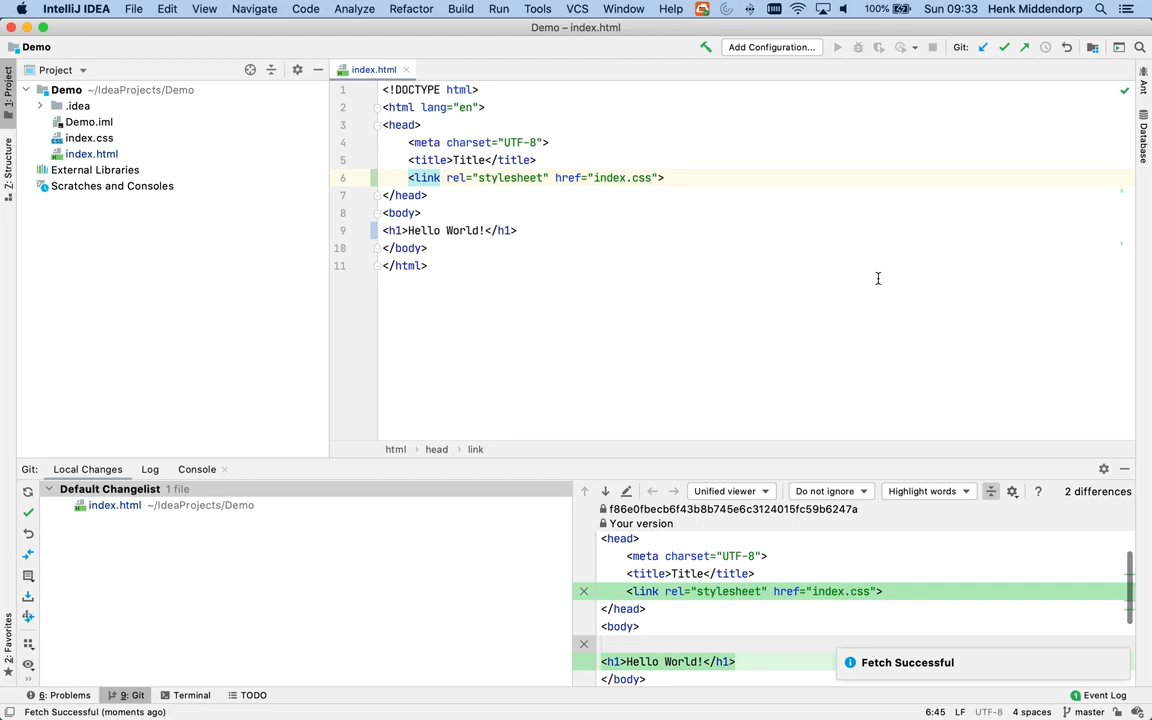 IntelliJ IDEA File Edit View Navigate Code Analyze Refactor Build Run Tools VCS Window Help 100% Sun 09:33 Henk Middendorp
Demo – index.html
Demo Add Configuration... Git:
Project index.html
1: Project
Z: Structure
2: Favorites
Ant
Database
Demo ~/IdeaProjects/Demo
.idea
Demo.iml
index.css
index.html
External Libraries
Scratches and Consoles
1 <!DOCTYPE html>
2 <html lang="en">
3 <head>
4 <meta charset="UTF-8">
5 <title>Title</title>
6 <link rel="stylesheet" href="index.css">
7 </head>
8 <body>
9 <h1>Hello World!</h1>
10 </body>
11 </html>
html › head › link
Git: Local Changes Log Console
Default Changelist 1 file
index.html ~/IdeaProjects/Demo
Unified viewer Do not ignore Highlight words ? 2 differences
f86e0fbecb6f43b8b745e6c3124015fc59b6247a
Your version
<head>
<meta charset="UTF-8">
<title>Title</title>
<link rel="stylesheet" href="index.css">
</head>
<body>
<h1>Hello World!</h1>
</body>
Fetch Successful
6: Problems 9: Git Terminal TODO 1 Event Log
Fetch Successful (moments ago) 6:45 LF UTF-8 4 spaces master